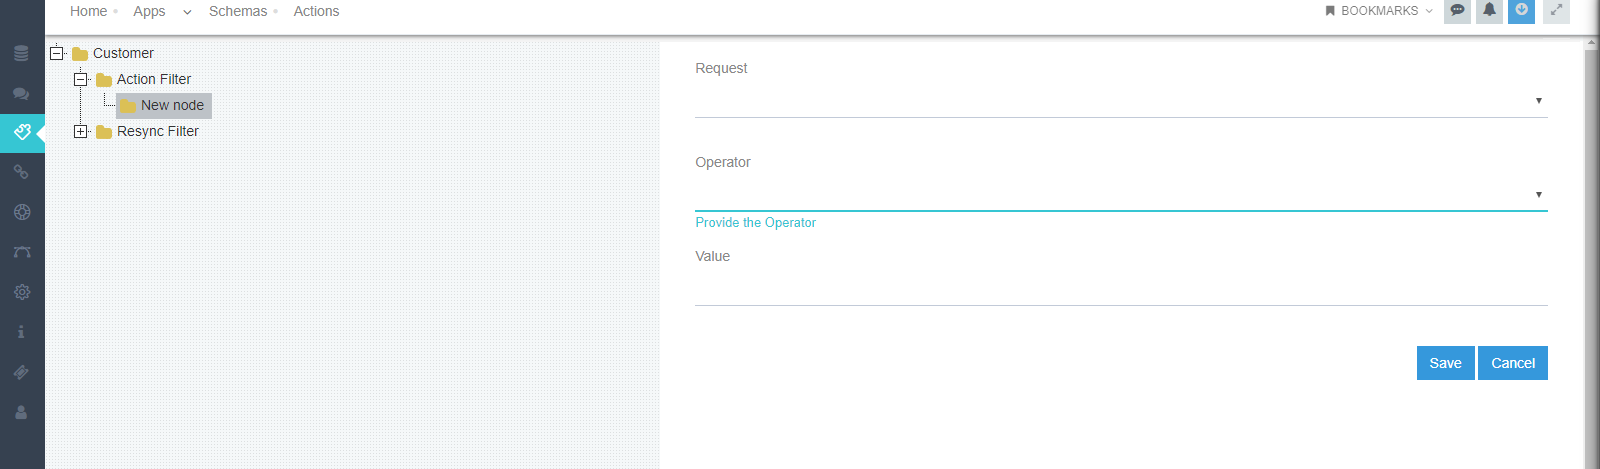 Home Apps Schemas Actions BOOKMARKS
Customer
Action Filter
New node
Resync Filter
Request
Operator
Provide the Operator
Value
Save Cancel